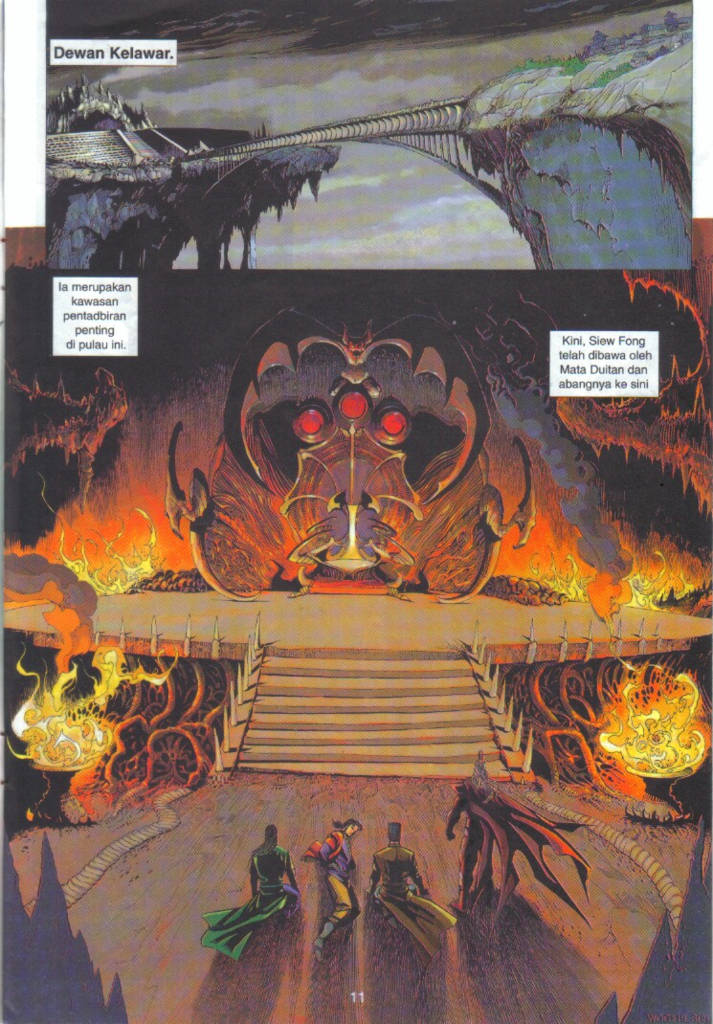 Dewan Kelawar.
Ia merupakan
kawasan
pentadbiran
penting
di pulau ini.
Kini, Siew Fong
telah dibawa oleh
Mata Duitan dan
abangnya ke sini
11